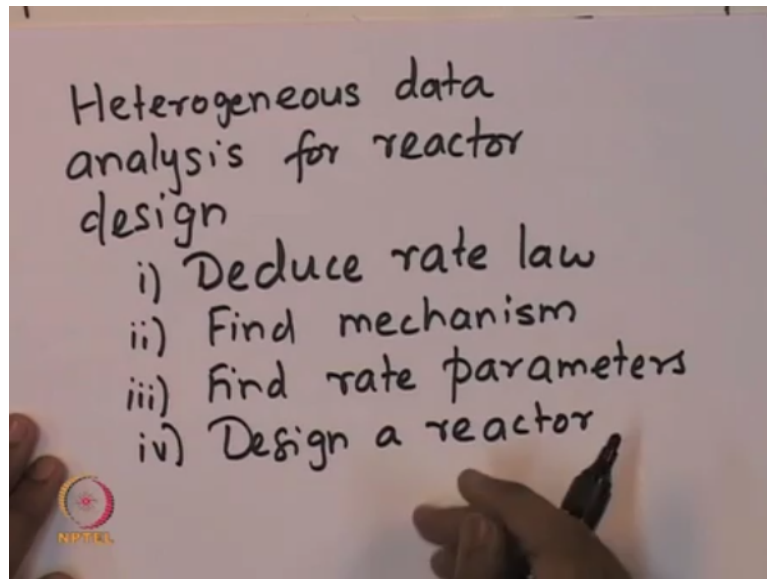 Heterogeneous data
analysis for reactor
design
i) Deduce rate law
ii) Find mechanism
iii) Find rate parameters
iv) Design a reactor
NPTEL